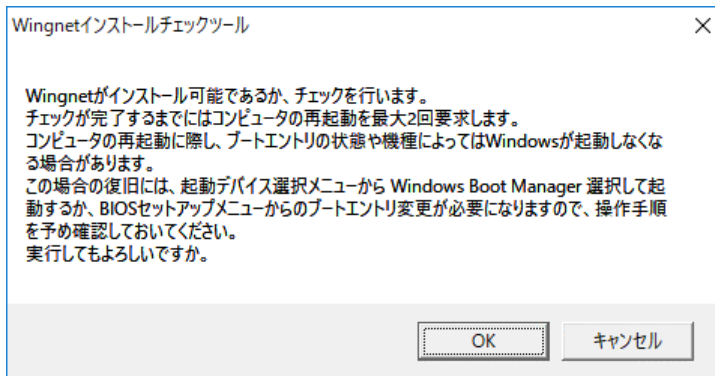 Wingnetインストールチェックツール
Wingnetがインストール可能であるか、チェックを行います。
チェックが完了するまでにはコンピュータの再起動を最大2回要求します。
コンピュータの再起動に際し、ブートエントリの状態や機種によってはWindowsが起動しなくな
る場合があります。
この場合の復旧には、起動デバイス選択メニューから Windows Boot Manager 選択して起
動するか、BIOSセットアップメニューからのブートエントリ変更が必要になりますので、操作手順
を予め確認しておいてください。
実行してもよろしいですか。
OK
キャンセル